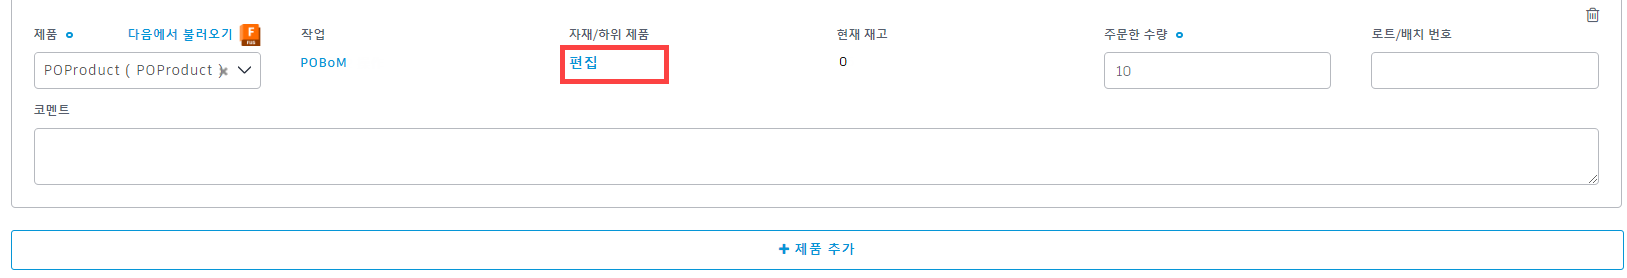 제품 다음에서 불러오기 작업 자재/하위 제품 현재 재고 주문한 수량 로트/배치 번호
POProduct ( POProduct ) POBoM 편집 0 10
코멘트
+ 제품 추가